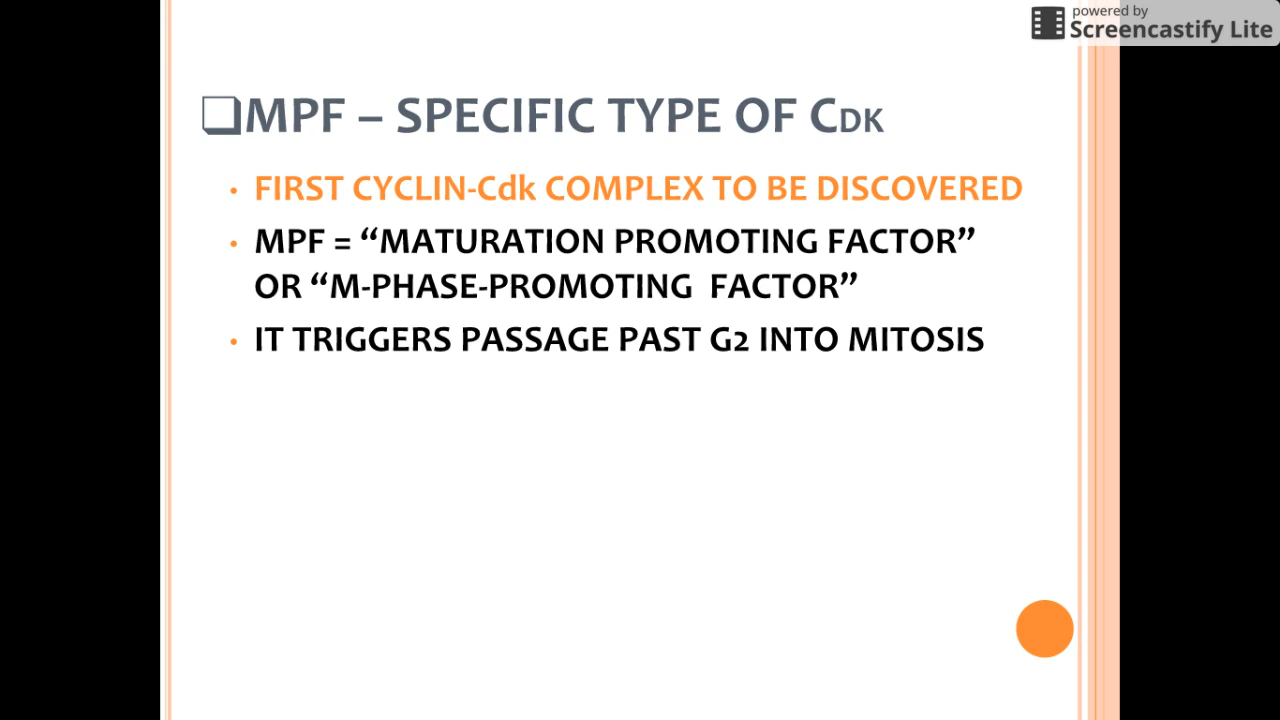 powered by
Screencastify Lite
❑MPF – SPECIFIC TYPE OF CDK
• FIRST CYCLIN-Cdk COMPLEX TO BE DISCOVERED
• MPF = “MATURATION PROMOTING FACTOR”
OR “M-PHASE-PROMOTING FACTOR”
• IT TRIGGERS PASSAGE PAST G2 INTO MITOSIS